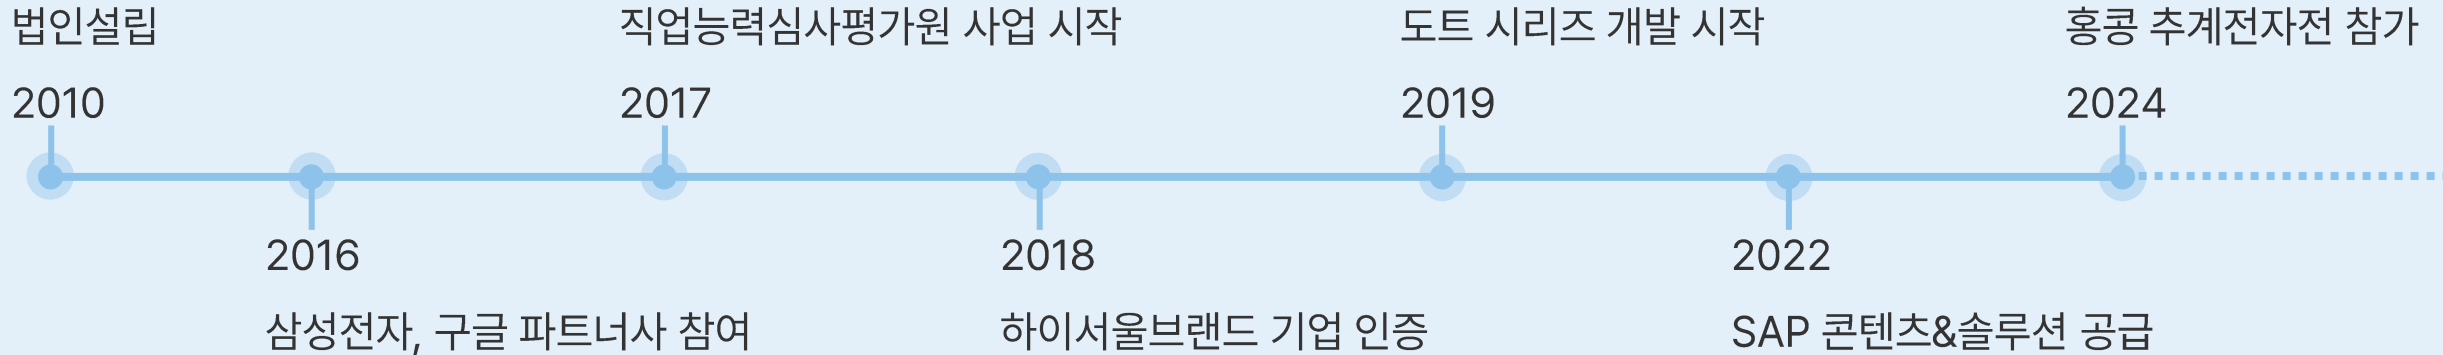 법인설립
2010
2016
삼성전자, 구글 파트너사 참여
직업능력심사평가원 사업 시작
2017
2018
하이서울브랜드 기업 인증
도트 시리즈 개발 시작
2019
2022
SAP 콘텐츠&솔루션 공급
홍콩 추계전자전 참가
2024